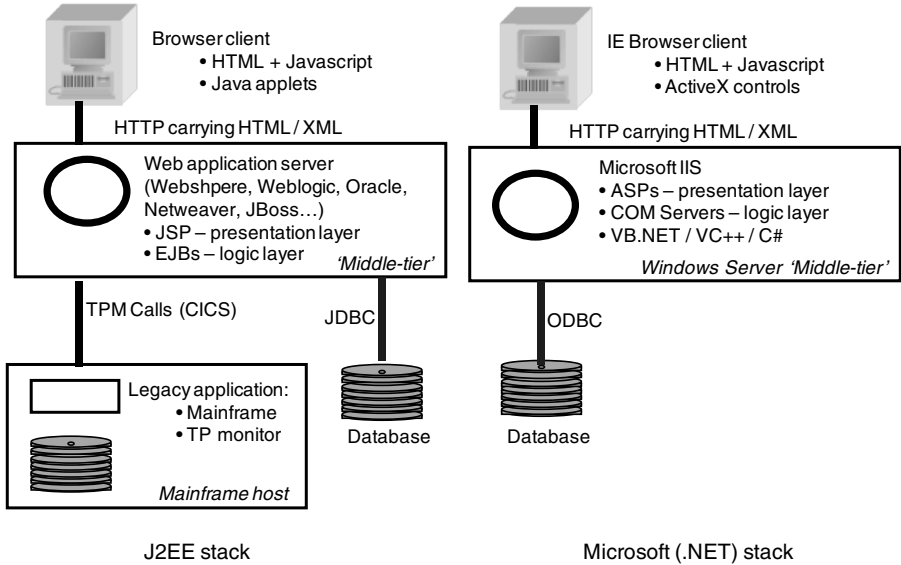 Browser client
• HTML + Javascript
• Java applets
HTTP carrying HTML / XML
Web application server
(Webshpere, Weblogic, Oracle,
Netweaver, JBoss…)
• JSP – presentation layer
• EJBs – logic layer
'Middle-tier'
TPM Calls (CICS)
JDBC
Legacy application:
• Mainframe
• TP monitor
Mainframe host
Database
J2EE stack
IE Browser client
• HTML + Javascript
• ActiveX controls
HTTP carrying HTML / XML
Microsoft IIS
• ASPs – presentation layer
• COM Servers – logic layer
• VB.NET / VC++ / C#
Windows Server 'Middle-tier'
ODBC
Database
Microsoft (.NET) stack